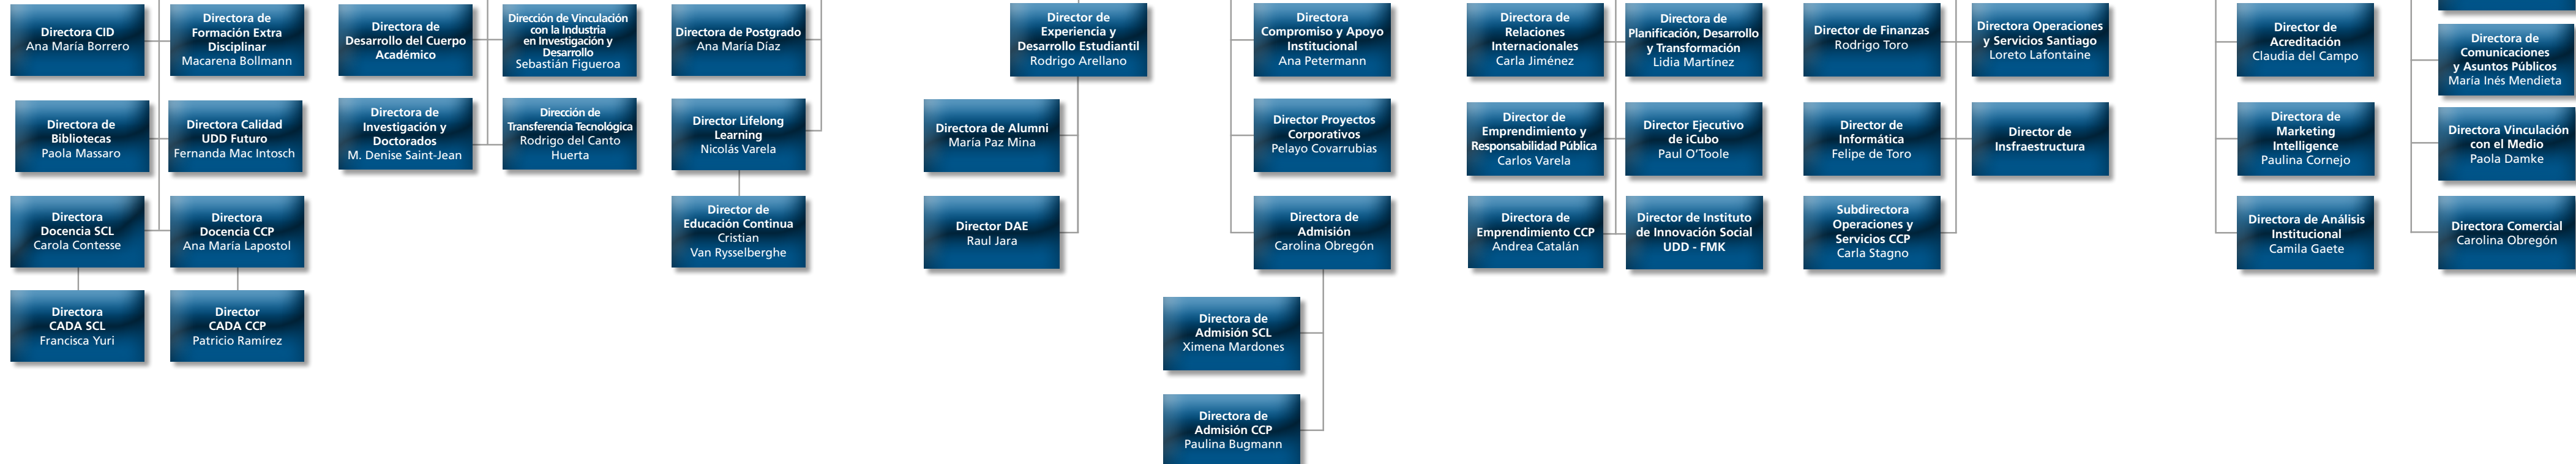 Directora CID
Ana María Borrero
Directora de
Formación Extra
Disciplinar
Macarena Bollmann
Directora de
Desarrollo del Cuerpo
Académico
Dirección de Vinculación
con la Industria
en Investigación y
Desarrollo
Sebastián Figueroa
Directora de Postgrado
Ana María Díaz
Director de
Experiencia y
Desarrollo Estudiantil
Rodrigo Arellano
Directora
Compromiso y Apoyo
Institucional
Ana Petermann
Directora de
Relaciones
Internacionales
Carla Jiménez
Directora de
Planificación, Desarrollo
y Transformación
Lidia Martínez
Director de Finanzas
Rodrigo Toro
Directora Operaciones
y Servicios Santiago
Loreto Lafontaine
Director de
Acreditación
Claudia del Campo
Directora de
Comunicaciones
y Asuntos Públicos
María Inés Mendieta
Directora de
Bibliotecas
Paola Massaro
Directora Calidad
UDD Futuro
Fernanda Mac Intosch
Directora de
Investigación y
Doctorados
M. Denise Saint-Jean
Dirección de
Transferencia Tecnológica
Rodrigo del Canto
Huerta
Director Lifelong
Learning
Nicolás Varela
Directora de Alumni
María Paz Mina
Director Proyectos
Corporativos
Pelayo Covarrubias
Director de
Emprendimiento y
Responsabilidad Pública
Carlos Varela
Director Ejecutivo
de iCubo
Paul O’Toole
Director de
Informática
Felipe de Toro
Director de
Insfraestructura
Directora de
Marketing
Intelligence
Paulina Cornejo
Directora Vinculación
con el Medio
Paola Damke
Directora
Docencia SCL
Carola Contesse
Directora
Docencia CCP
Ana María Lapostol
Director de
Educación Continua
Cristian
Van Rysselberghe
Director DAE
Raul Jara
Directora de
Admisión
Carolina Obregón
Directora de
Emprendimiento CCP
Andrea Catalán
Director de Instituto
de Innovación Social
UDD - FMK
Subdirectora
Operaciones y
Servicios CCP
Carla Stagno
Directora de Análisis
Institucional
Camila Gaete
Directora Comercial
Carolina Obregón
Directora
CADA SCL
Francisca Yuri
Director
CADA CCP
Patricio Ramírez
Directora de
Admisión SCL
Ximena Mardones
Directora de
Admisión CCP
Paulina Bugmann